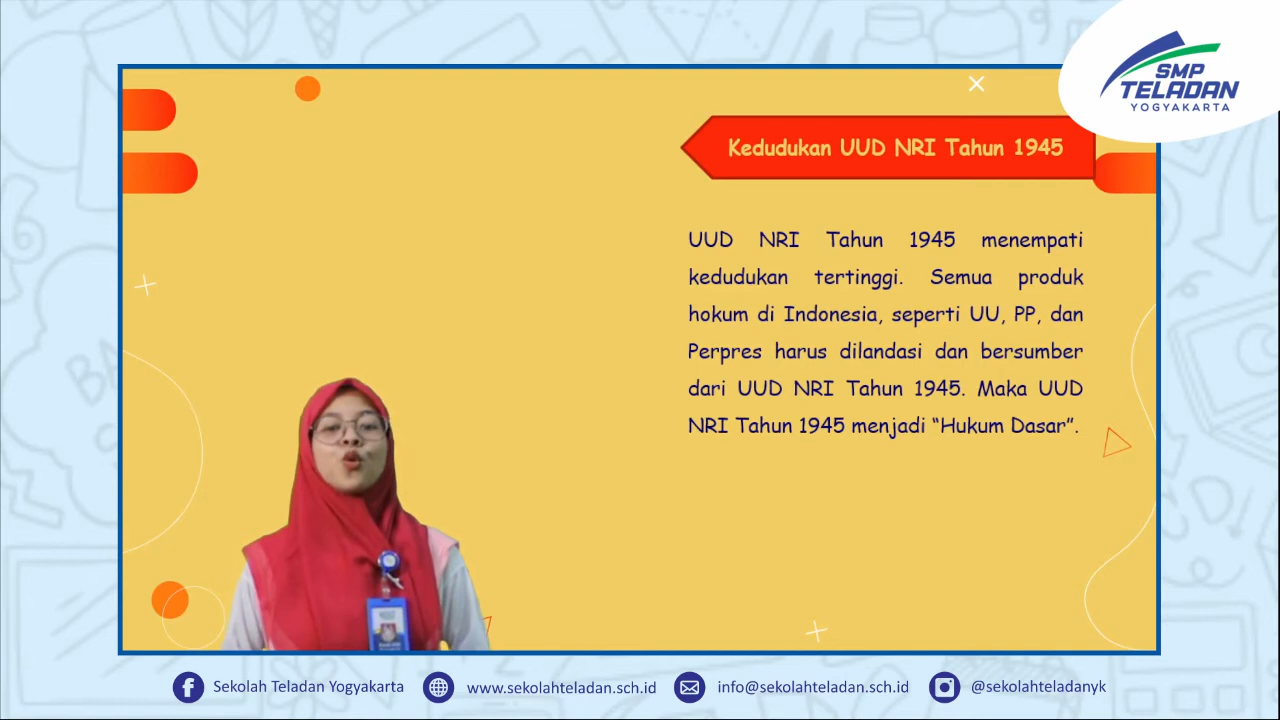 SMP
TELADAN
YOGYAKARTA
Kedudukan UUD NRI Tahun 1945
UUD NRI Tahun 1945 menempati
kedudukan tertinggi. Semua produk
hokum di Indonesia, seperti UU, PP, dan
Perpres harus dilandasi dan bersumber
dari UUD NRI Tahun 1945. Maka UUD
NRI Tahun 1945 menjadi “Hukum Dasar”.
Sekolah Teladan Yogyakarta
www.sekolahteladan.sch.id
info@sekolahteladan.sch.id
@sekolahteladanyk